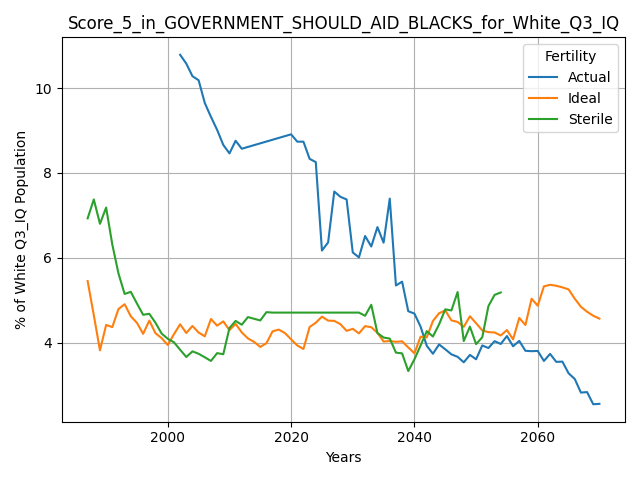 Score_5_in_GOVERNMENT_SHOULD_AID_BLACKS_for_White_Q3_IQ
Fertility
Actual
Ideal
Sterile
% of White Q3_IQ Population
10
8
6
4
2000 2020 2040 2060
Years